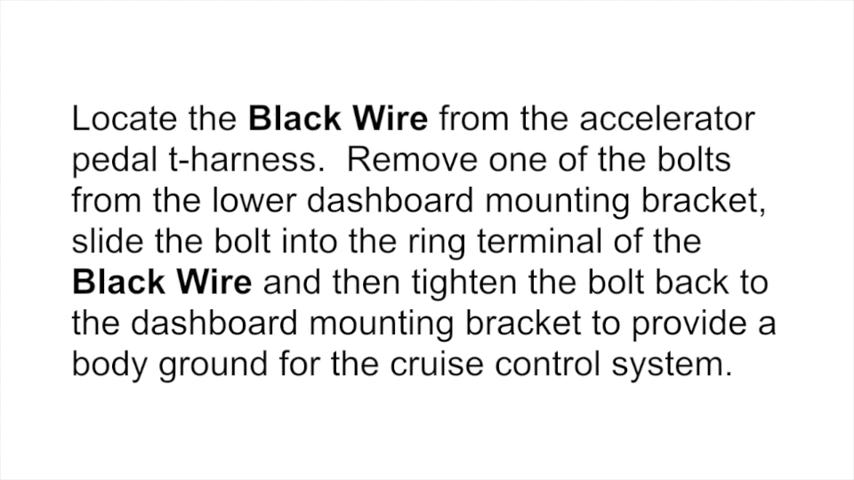 Locate the Black Wire from the accelerator
pedal t-harness.  Remove one of the bolts
from the lower dashboard mounting bracket,
slide the bolt into the ring terminal of the
Black Wire and then tighten the bolt back to
the dashboard mounting bracket to provide a
body ground for the cruise control system.